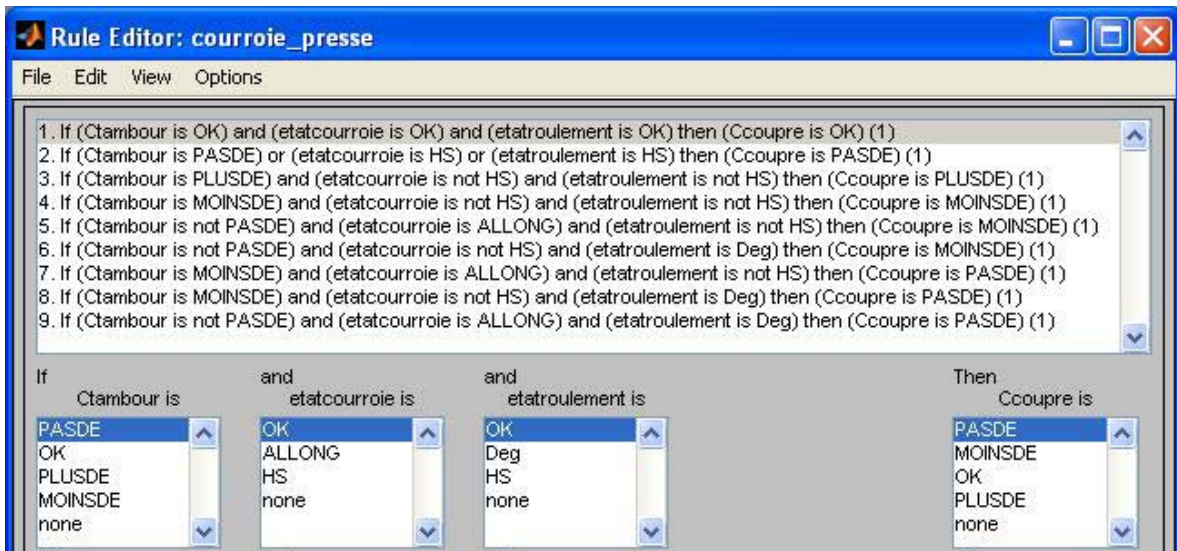 Rule Editor: courroie_presse
File Edit View Options
1. If (Ctambour is OK) and (etatcourroie is OK) and (etatroulement is OK) then (Ccoupre is OK) (1)
2. If (Ctambour is PASDE) or (etatcourroie is HS) or (etatroulement is HS) then (Ccoupre is PASDE) (1)
3. If (Ctambour is PLUSDE) and (etatcourroie is not HS) and (etatroulement is not HS) then (Ccoupre is PLUSDE) (1)
4. If (Ctambour is MOINSDE) and (etatcourroie is not HS) and (etatroulement is not HS) then (Ccoupre is MOINSDE) (1)
5. If (Ctambour is not PASDE) and (etatcourroie is ALLONG) and (etatroulement is not HS) then (Ccoupre is MOINSDE) (1)
6. If (Ctambour is not PASDE) and (etatcourroie is not HS) and (etatroulement is Deg) then (Ccoupre is MOINSDE) (1)
7. If (Ctambour is MOINSDE) and (etatcourroie is ALLONG) and (etatroulement is not HS) then (Ccoupre is PASDE) (1)
8. If (Ctambour is MOINSDE) and (etatcourroie is not HS) and (etatroulement is Deg) then (Ccoupre is PASDE) (1)
9. If (Ctambour is not PASDE) and (etatcourroie is ALLONG) and (etatroulement is Deg) then (Ccoupre is PASDE) (1)
If and and Then
Ctambour is etatcourroie is etatroulement is Ccoupre is
PASDE OK OK PASDE
OK ALLONG Deg MOINSDE
PLUSDE HS HS OK
MOINSDE none none PLUSDE
none none